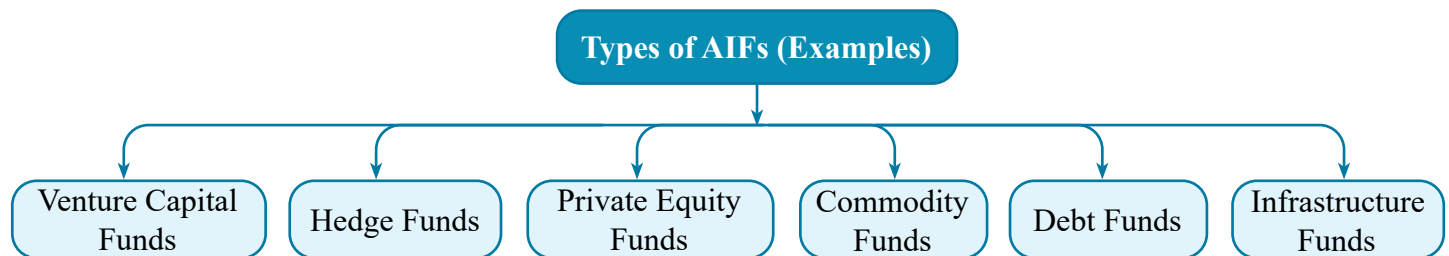 Types of AIFs (Examples)
Venture Capital
Funds
Hedge Funds
Private Equity
Funds
Commodity
Funds
Debt Funds
Infrastructure
Funds